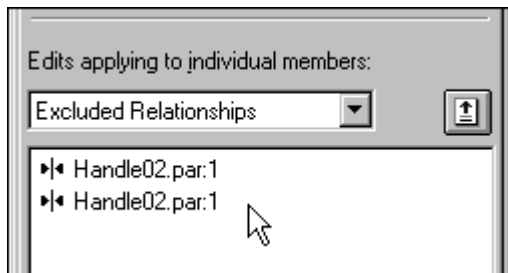 Edits applying to individual members:
Excluded Relationships
Handle02.par:1
Handle02.par:1